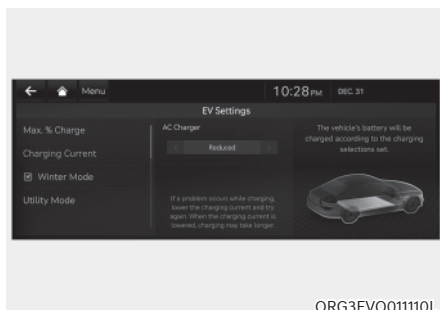 Menu
10:28 PM DEC. 31
EV Settings
Max. % Charge
Charging Current
Winter Mode
Utility Mode
AC Charger
Reduced
If a problem occurs while charging,
lower the charging current and try
again. When the charging current is
lowered, charging may take longer.
The vehicle's battery will be
charged according to the charging
selections set.
ORG3EVQ011110L